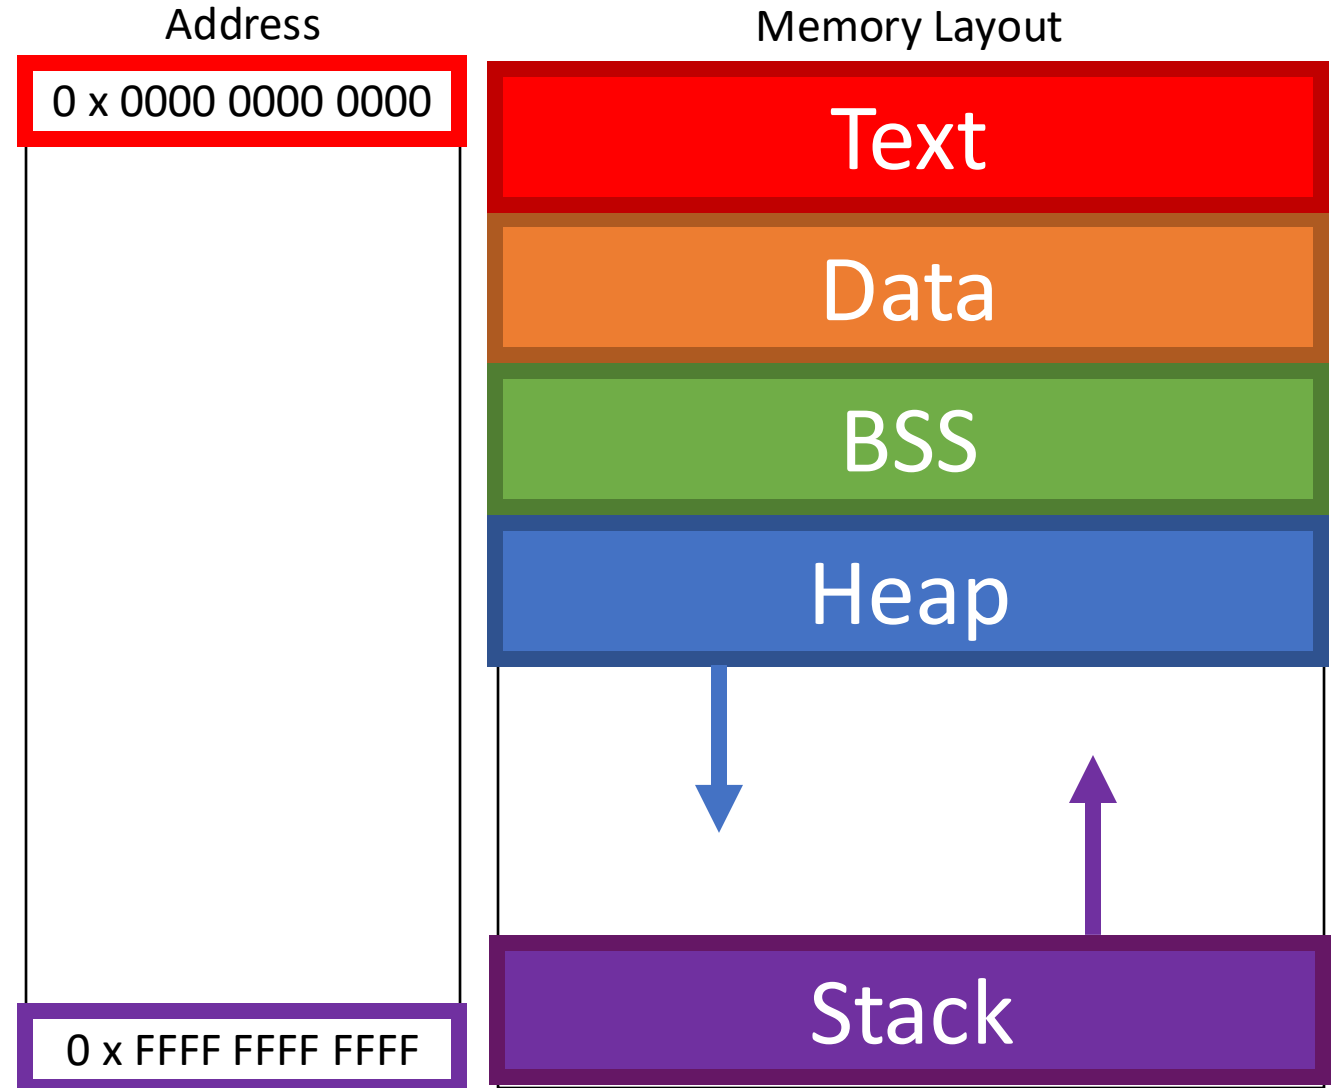 Address
Memory Layout
0 x 0000 0000 0000
Text
Data
BSS
Heap
Stack
0 x FFFF FFFF FFFF